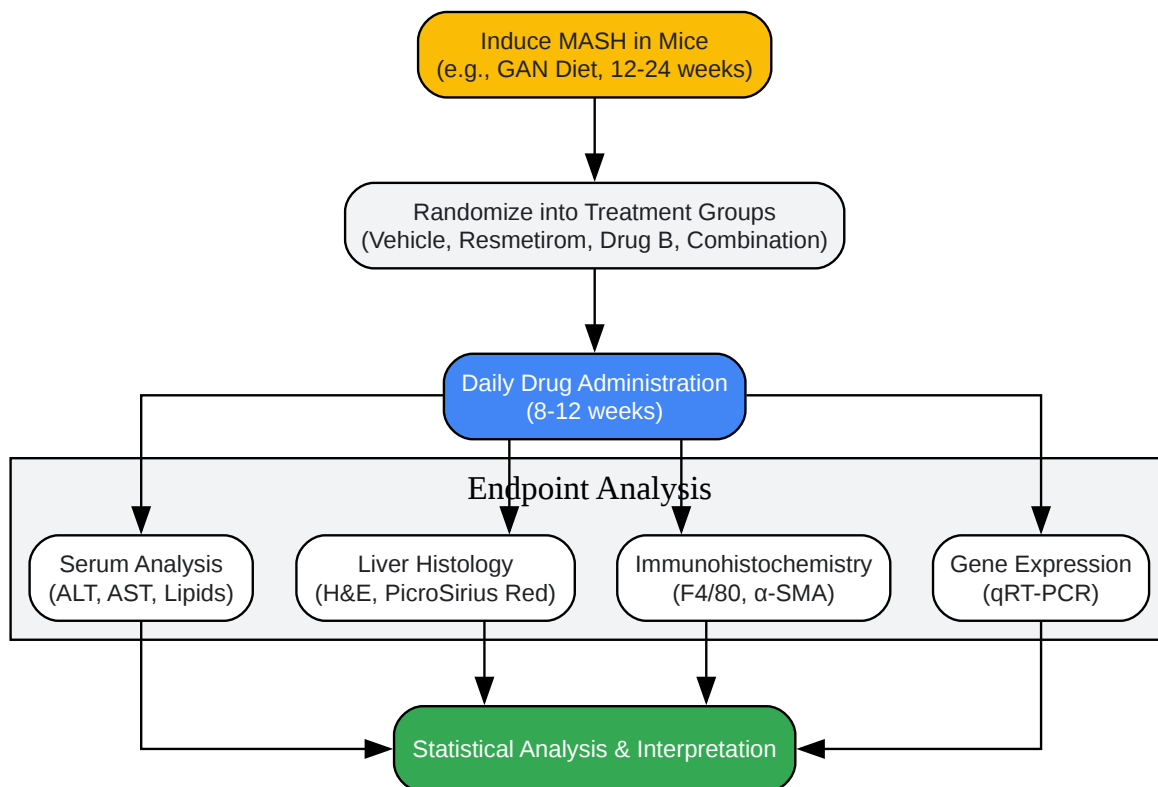 Induce MASH in Mice
(e.g., GAN Diet, 12-24 weeks)
Randomize into Treatment Groups
(Vehicle, Resmetirom, Drug B, Combination)
Daily Drug Administration
(8-12 weeks)
Endpoint Analysis
Serum Analysis
(ALT, AST, Lipids)
Liver Histology
(H&E, PicroSirius Red)
Immunohistochemistry
(F4/80, α-SMA)
Gene Expression
(qRT-PCR)
Statistical Analysis & Interpretation